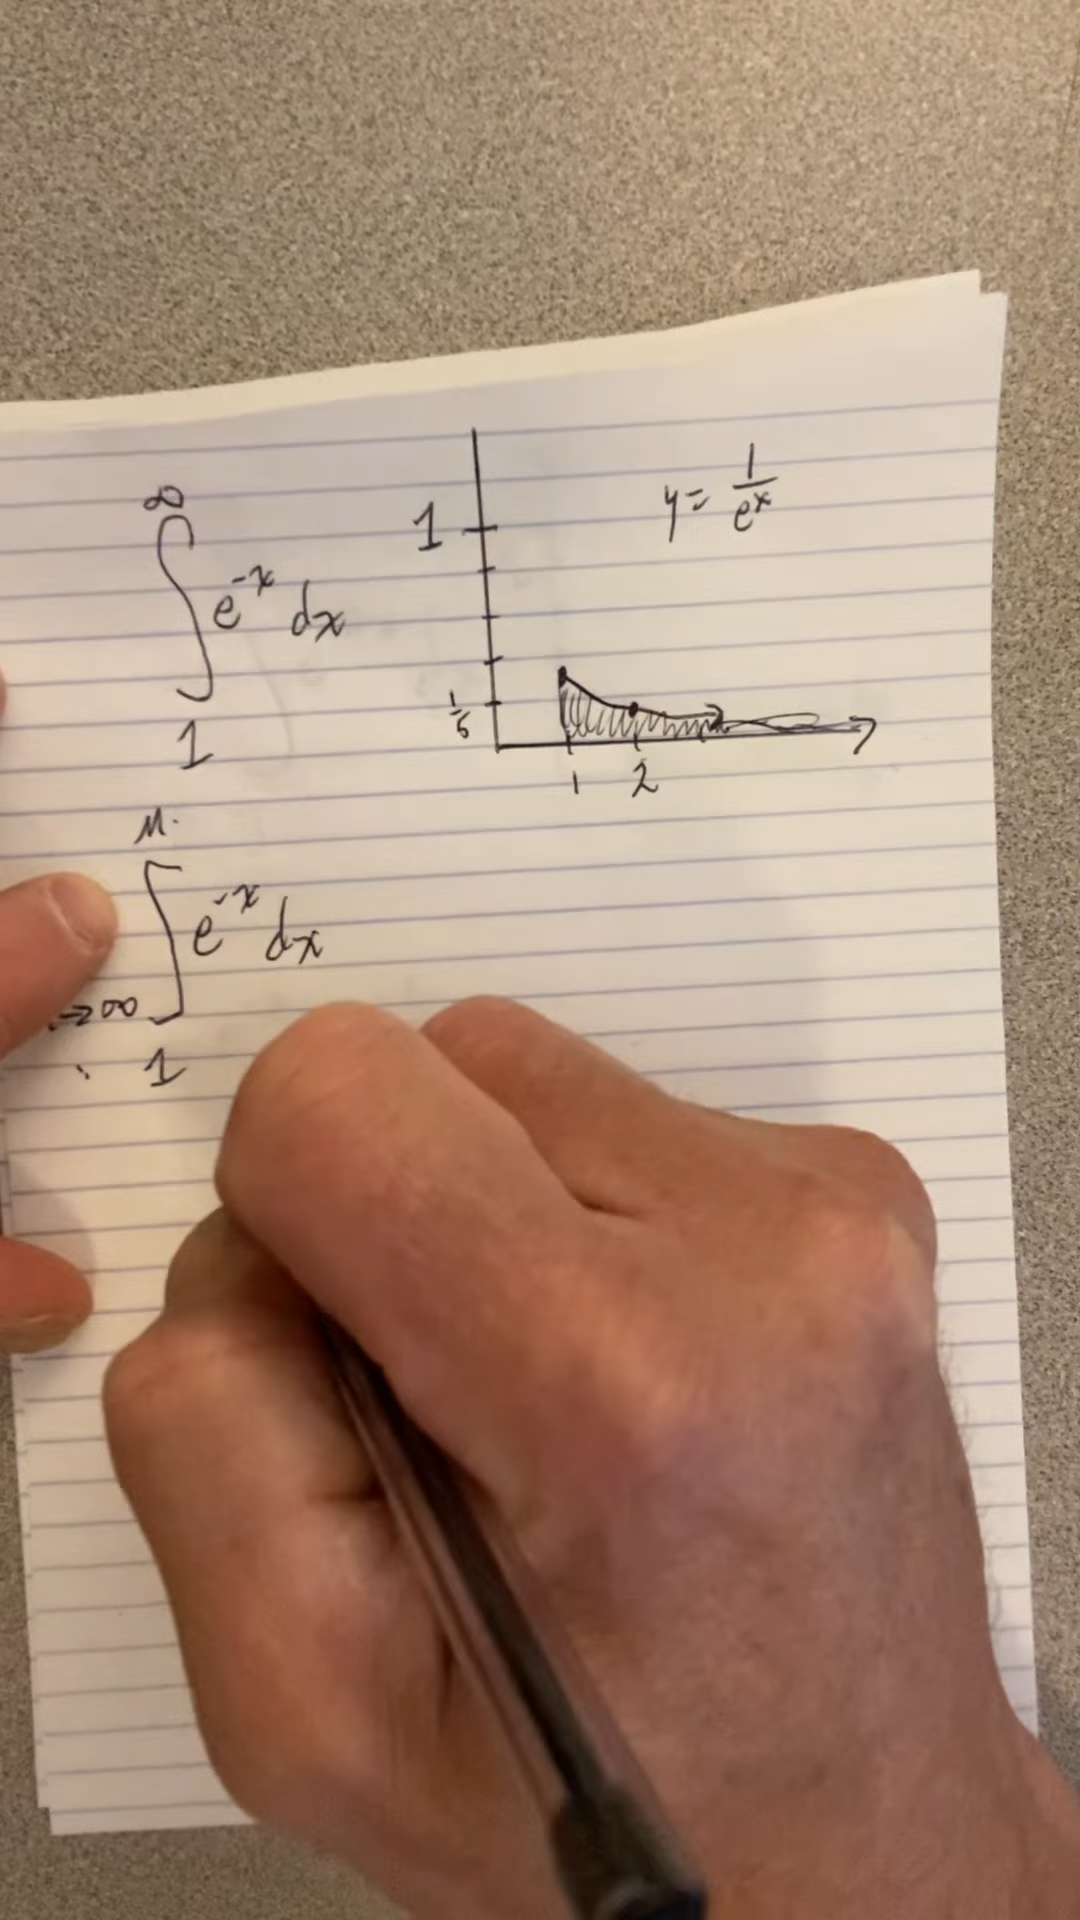 ∞
∫ e^{-x} dx
1
1
y = 1/e^x
1/5
1 2
M
→∞ ∫ e^{-x} dx
1